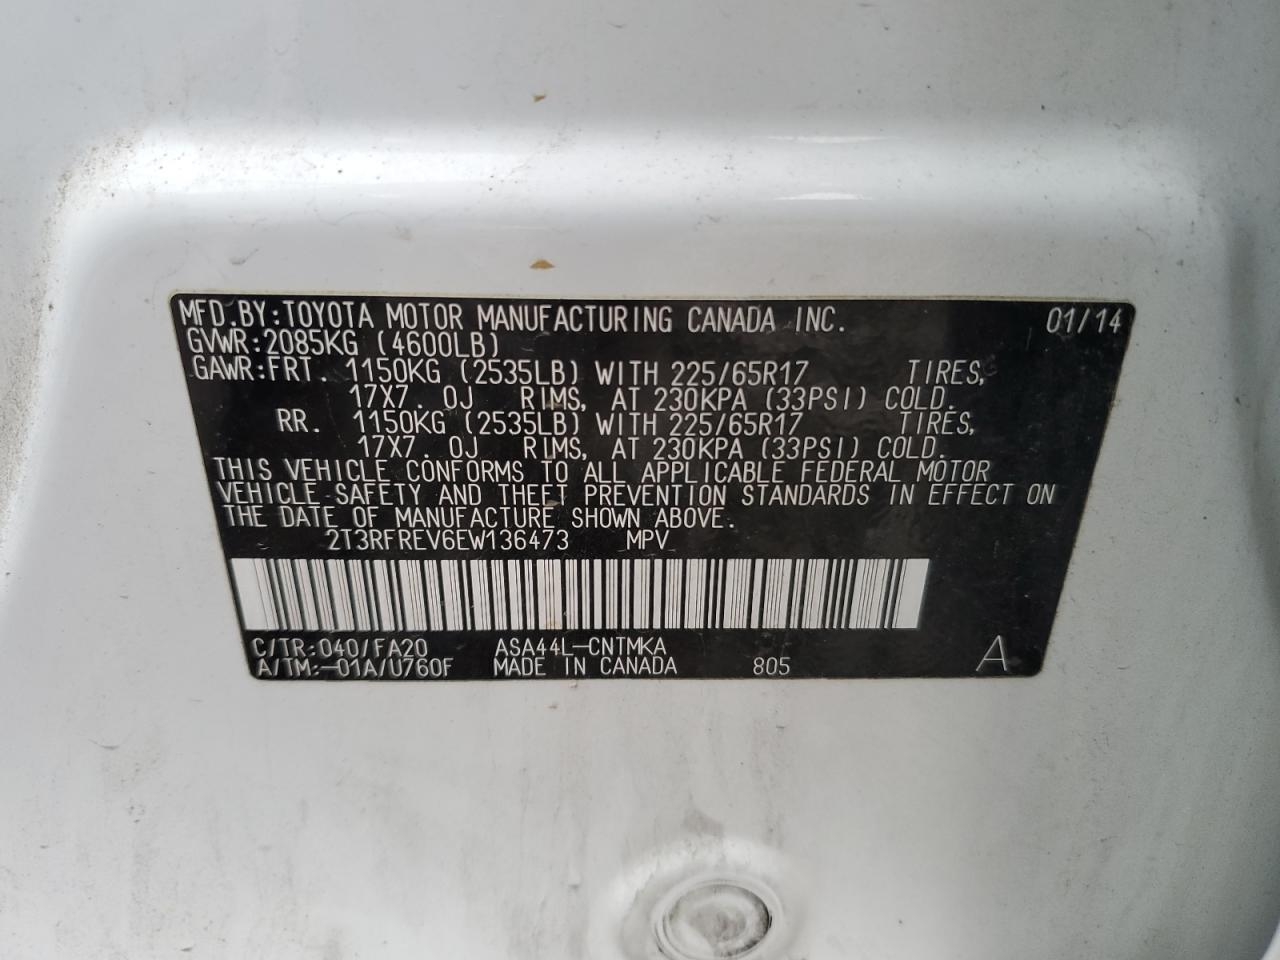 MFD.BY:TOYOTA MOTOR MANUFACTURING CANADA INC. 01/14
GVWR:2085KG (4600LB)
GAWR:FRT. 1150KG (2535LB) WITH 225/65R17 TIRES,
17X7.0J RIMS, AT 230KPA (33PSI) COLD.
RR. 1150KG (2535LB) WITH 225/65R17 TIRES,
17X7.0J RIMS, AT 230KPA (33PSI) COLD.
THIS VEHICLE CONFORMS TO ALL APPLICABLE FEDERAL MOTOR
VEHICLE SAFETY AND THEFT PREVENTION STANDARDS IN EFFECT ON
THE DATE OF MANUFACTURE SHOWN ABOVE.
2T3RFREV6EW136473 MPV
C/TR:040/FA20 ASA44L-CNTMKA
A/TM:-01A/U760F MADE IN CANADA 805 A